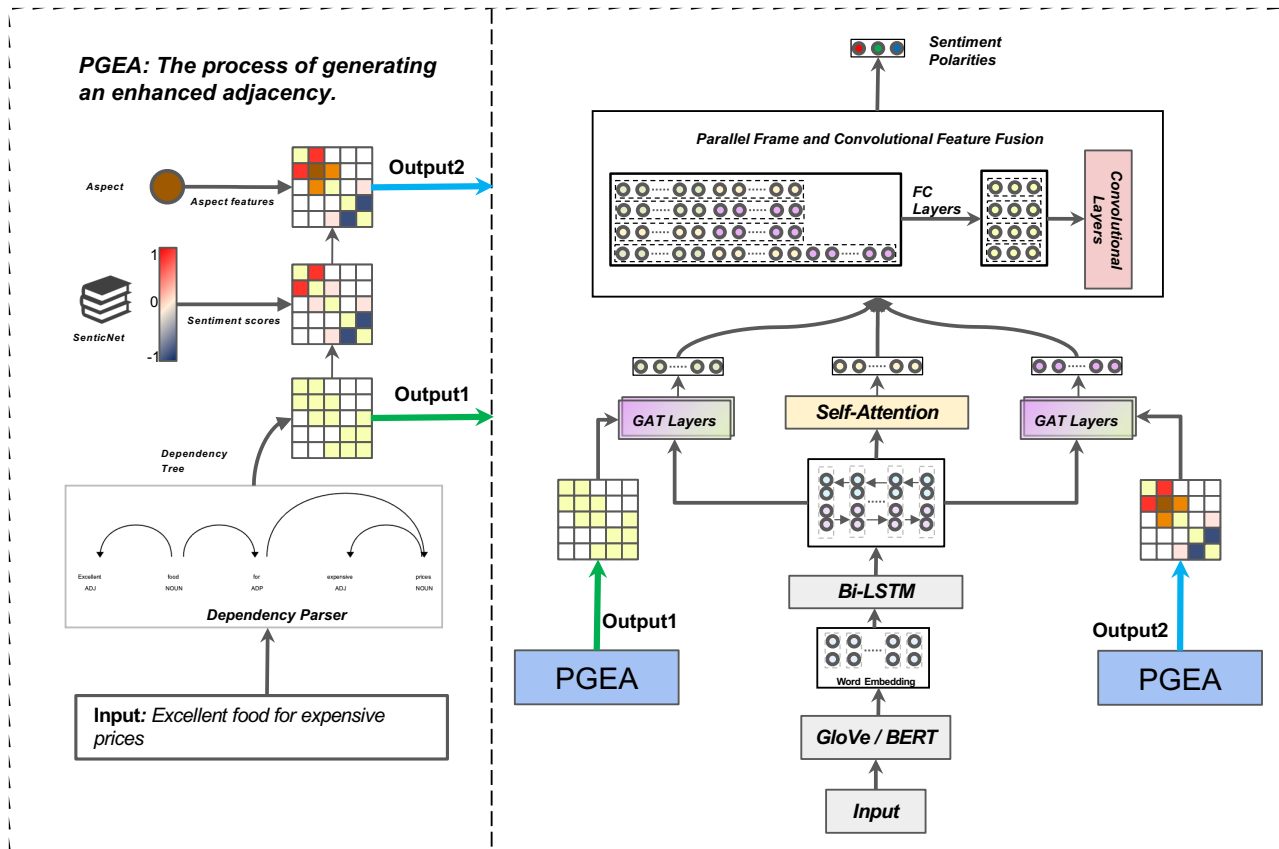 PGEA: The process of generating
an enhanced adjacency.
Aspect
Aspect features
Output2
1
0
-1
SenticNet
Sentiment scores
Output1
Dependency
Tree
Excellent food for expensive prices
ADJ NOUN ADP ADJ NOUN
Dependency Parser
Input: Excellent food for expensive
prices
Sentiment
Polarities
Parallel Frame and Convolutional Feature Fusion
FC
Layers
Convolutional
Layers
GAT Layers
Self-Attention
GAT Layers
Bi-LSTM
Output1
PGEA
Word Embedding
Output2
PGEA
GloVe / BERT
Input